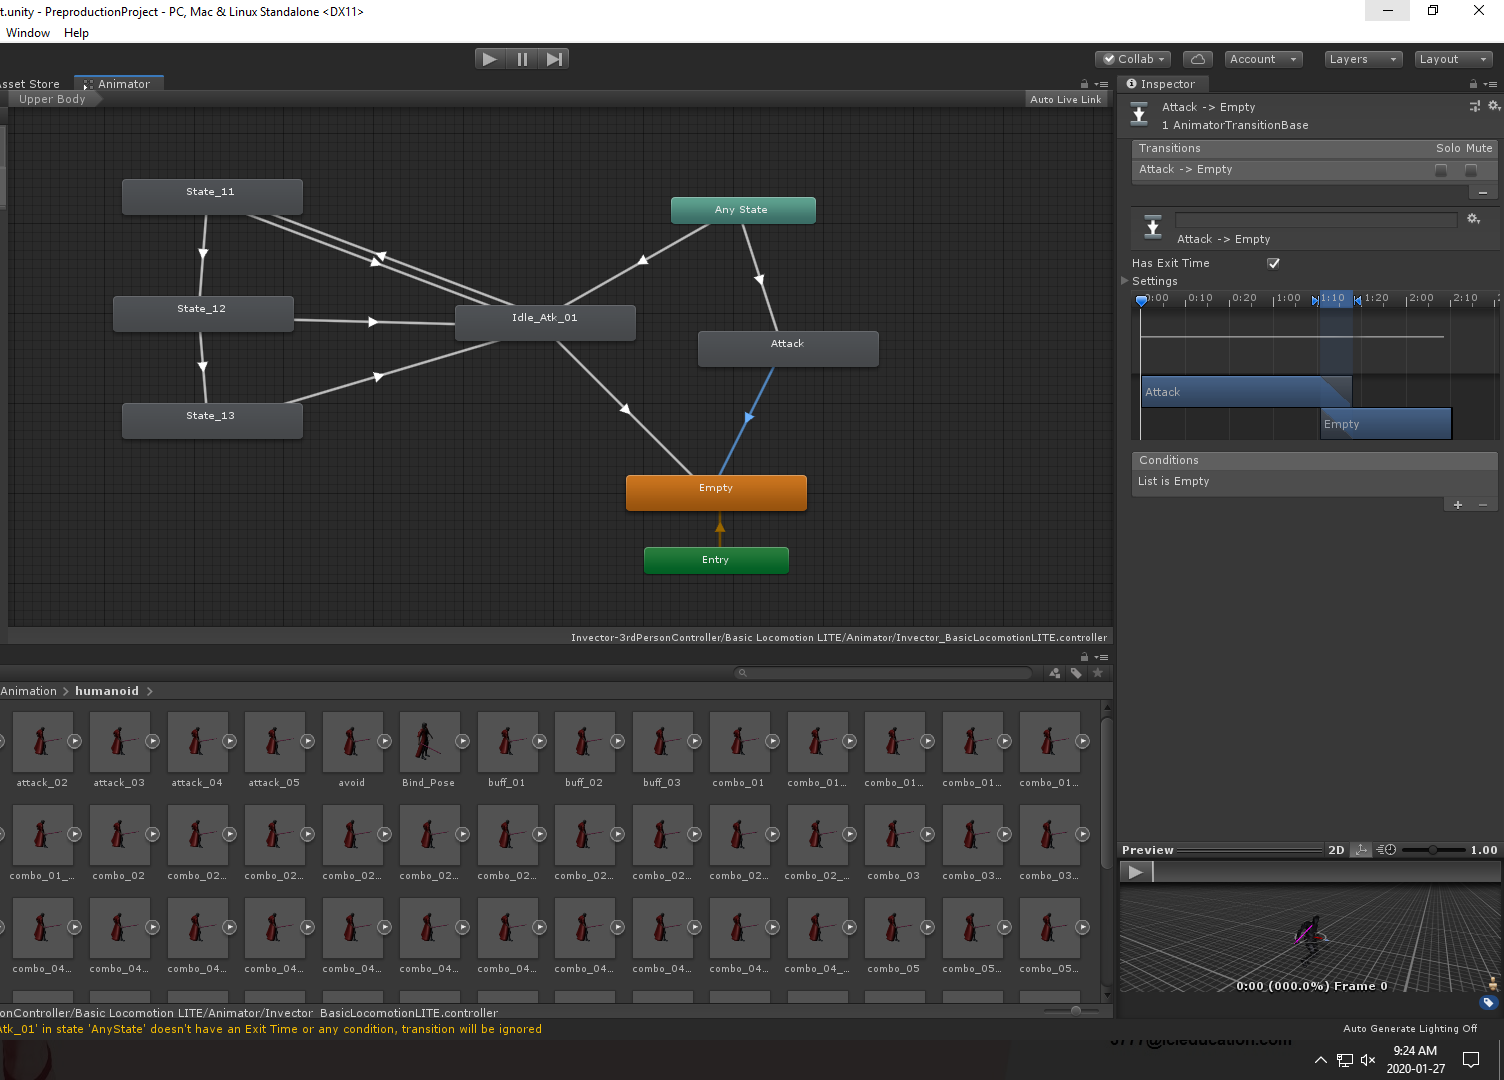 t.unity - PreproductionProject - PC, Mac & Linux Standalone <DX11>
Window Help
Collab Account Layers Layout
Asset Store Animator
Upper Body Auto Live Link
State_11
Any State
State_12
Idle_Atk_01
Attack
State_13
Empty
Entry
Invector-3rdPersonController/Basic Locomotion LITE/Animator/Invector_BasicLocomotionLITE.controller
Inspector
Attack -> Empty
1 AnimatorTransitionBase
Transitions Solo Mute
Attack -> Empty
Attack -> Empty
Has Exit Time
Settings
0:00 0:10 0:20 1:00 1:10 1:20 2:00 2:10
Attack
Empty
Conditions
List is Empty
Animation > humanoid >
attack_02 attack_03 attack_04 attack_05 avoid Bind_Pose buff_01 buff_02 buff_03 combo_01 combo_01... combo_01... combo_01... combo_01...
combo_01_... combo_02 combo_02... combo_02... combo_02... combo_02... combo_02... combo_02... combo_02... combo_02... combo_02_... combo_03 combo_03... combo_03...
combo_04... combo_04... combo_04... combo_04... combo_04... combo_04... combo_04... combo_04... combo_04... combo_04... combo_04_... combo_05 combo_05... combo_05...
Preview 2D 1.00
0:00 (000.0%) Frame 0
onController/Basic Locomotion LITE/Animator/Invector_BasicLocomotionLITE.controller
Atk_01' in state 'AnyState' doesn't have an Exit Time or any condition, transition will be ignored
Auto Generate Lighting Off
9:24 AM
2020-01-27